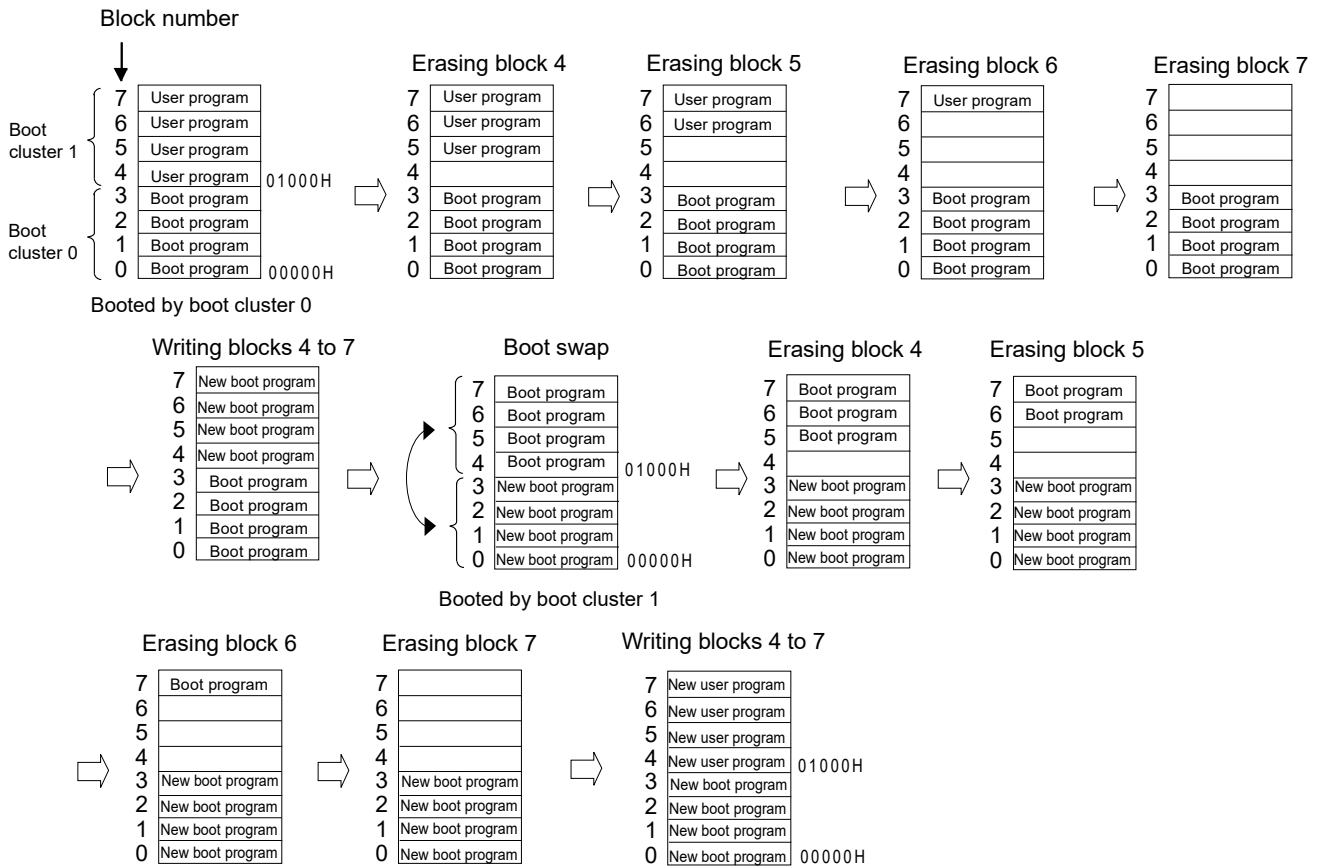 Block number
Boot cluster 1
7 User program
6 User program
5 User program
4 User program 01000H
Boot cluster 0
3 Boot program
2 Boot program
1 Boot program
0 Boot program 00000H
Booted by boot cluster 0
Erasing block 4
7 User program
6 User program
5 User program
4
3 Boot program
2 Boot program
1 Boot program
0 Boot program
Erasing block 5
7 User program
6 User program
5
4
3 Boot program
2 Boot program
1 Boot program
0 Boot program
Erasing block 6
7 User program
6
5
4
3 Boot program
2 Boot program
1 Boot program
0 Boot program
Erasing block 7
7
6
5
4
3 Boot program
2 Boot program
1 Boot program
0 Boot program
Writing blocks 4 to 7
7 New boot program
6 New boot program
5 New boot program
4 New boot program
3 Boot program
2 Boot program
1 Boot program
0 Boot program
Boot swap
7 Boot program
6 Boot program
5 Boot program
4 Boot program 01000H
3 New boot program
2 New boot program
1 New boot program
0 New boot program 00000H
Booted by boot cluster 1
Erasing block 4
7 Boot program
6 Boot program
5 Boot program
4
3 New boot program
2 New boot program
1 New boot program
0 New boot program
Erasing block 5
7 Boot program
6 Boot program
5
4
3 New boot program
2 New boot program
1 New boot program
0 New boot program
Erasing block 6
7 Boot program
6
5
4
3 New boot program
2 New boot program
1 New boot program
0 New boot program
Erasing block 7
7
6
5
4
3 New boot program
2 New boot program
1 New boot program
0 New boot program
Writing blocks 4 to 7
7 New user program
6 New user program
5 New user program
4 New user program 01000H
3 New boot program
2 New boot program
1 New boot program
0 New boot program 00000H